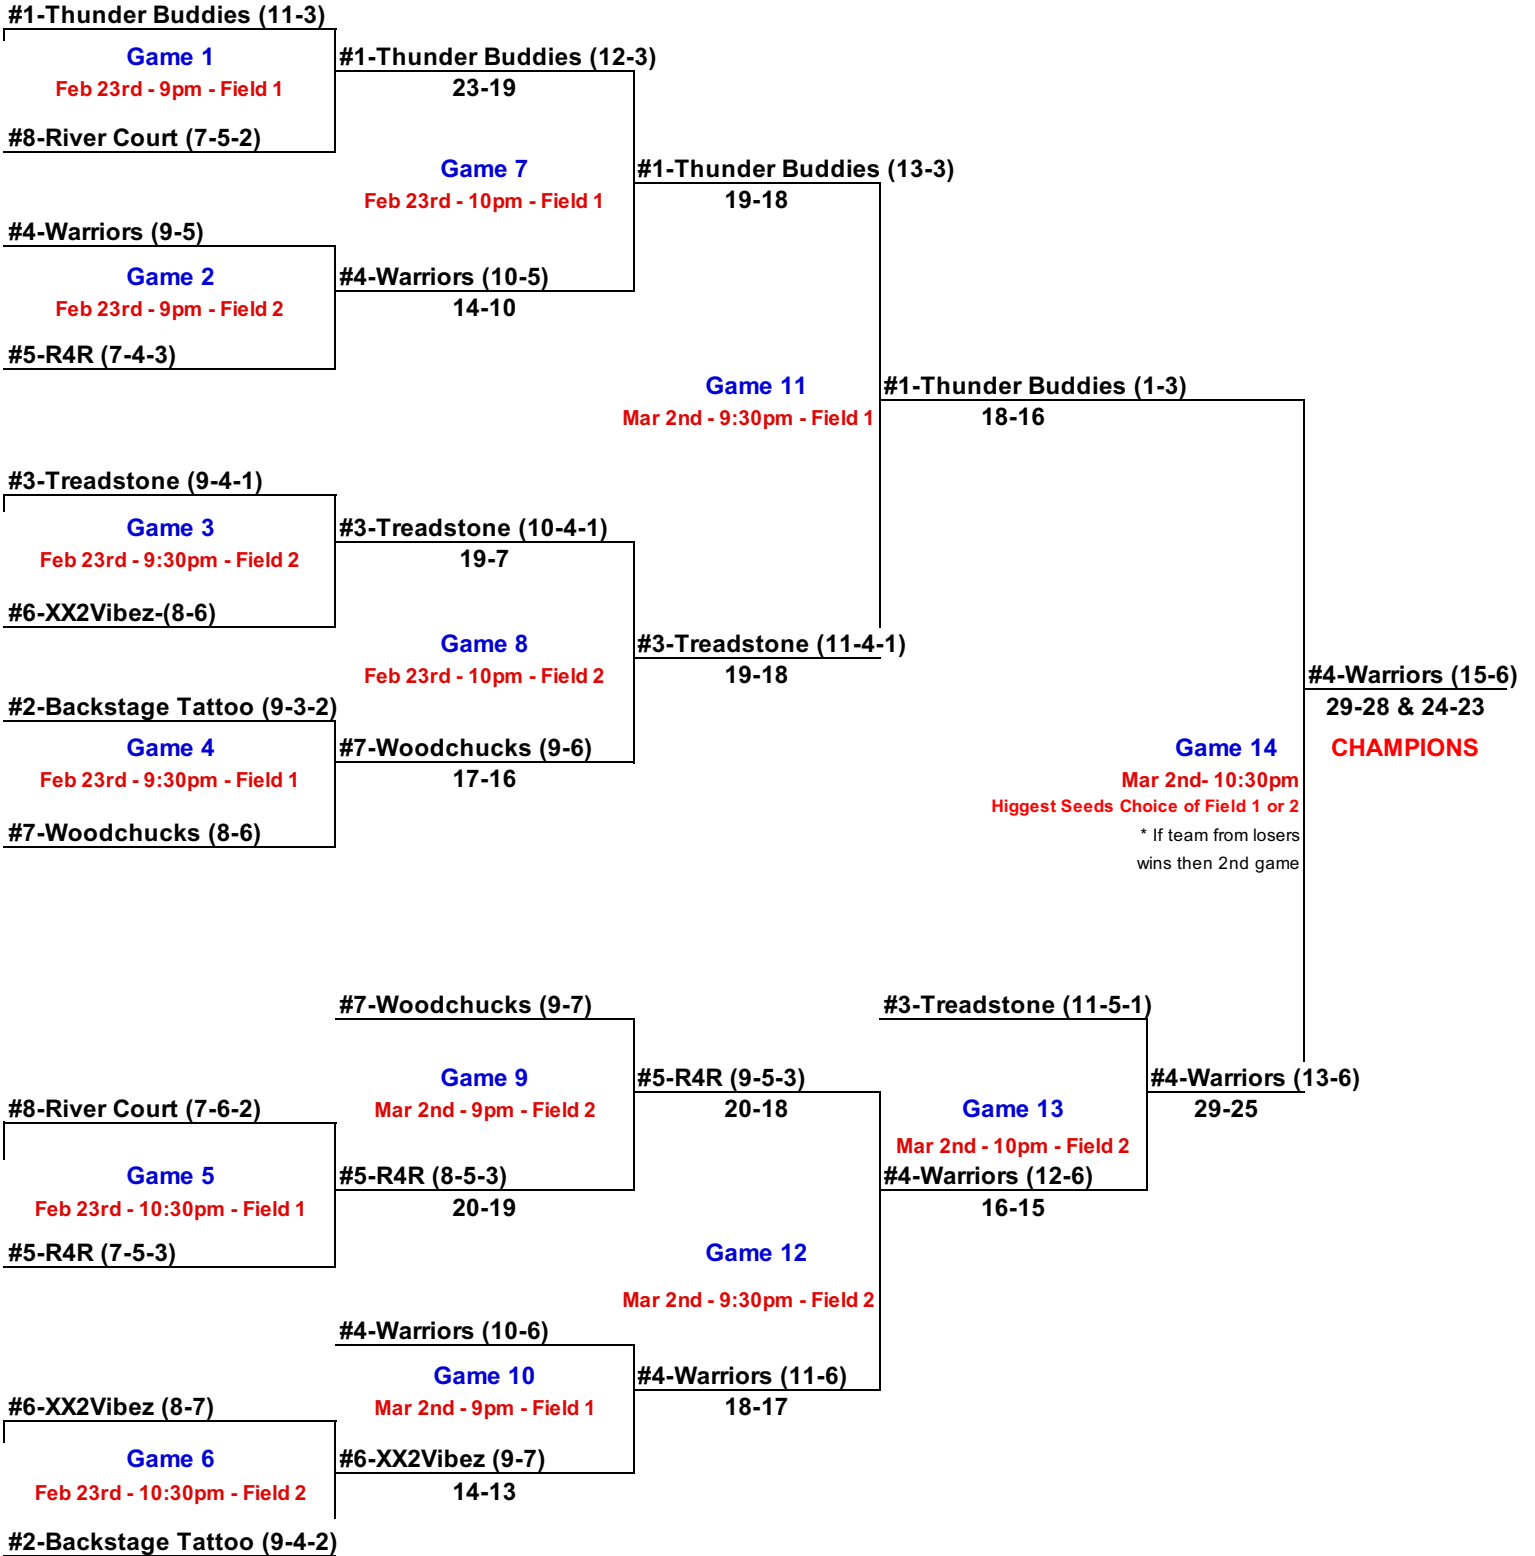 #1-Thunder Buddies (11-3)
Game 1
Feb 23rd - 9pm - Field 1
#8-River Court (7-5-2)
#1-Thunder Buddies (12-3)
23-19
Game 7
Feb 23rd - 10pm - Field 1
#4-Warriors (9-5)
Game 2
Feb 23rd - 9pm - Field 2
#5-R4R (7-4-3)
#4-Warriors (10-5)
14-10
#1-Thunder Buddies (13-3)
19-18
Game 11
Mar 2nd - 9:30pm - Field 1
#1-Thunder Buddies (1-3)
18-16
#3-Treadstone (9-4-1)
Game 3
Feb 23rd - 9:30pm - Field 2
#6-XX2Vibez-(8-6)
#3-Treadstone (10-4-1)
19-7
Game 8
Feb 23rd - 10pm - Field 2
#3-Treadstone (11-4-1)
19-18
#2-Backstage Tattoo (9-3-2)
Game 4
Feb 23rd - 9:30pm - Field 1
#7-Woodchucks (8-6)
#7-Woodchucks (9-6)
17-16
#4-Warriors (15-6)
29-28 & 24-23
CHAMPIONS
Game 14
Mar 2nd- 10:30pm
Higgest Seeds Choice of Field 1 or 2
* If team from losers
wins then 2nd game
#7-Woodchucks (9-7)
Game 9
Mar 2nd - 9pm - Field 2
#8-River Court (7-6-2)
Game 5
Feb 23rd - 10:30pm - Field 1
#5-R4R (7-5-3)
#5-R4R (8-5-3)
20-19
#5-R4R (9-5-3)
20-18
#3-Treadstone (11-5-1)
Game 13
Mar 2nd - 10pm - Field 2
#4-Warriors (12-6)
16-15
#4-Warriors (13-6)
29-25
Game 12
Mar 2nd - 9:30pm - Field 2
#4-Warriors (10-6)
Game 10
Mar 2nd - 9pm - Field 1
#4-Warriors (11-6)
18-17
#6-XX2Vibez (8-7)
Game 6
Feb 23rd - 10:30pm - Field 2
#2-Backstage Tattoo (9-4-2)
#6-XX2Vibez (9-7)
14-13